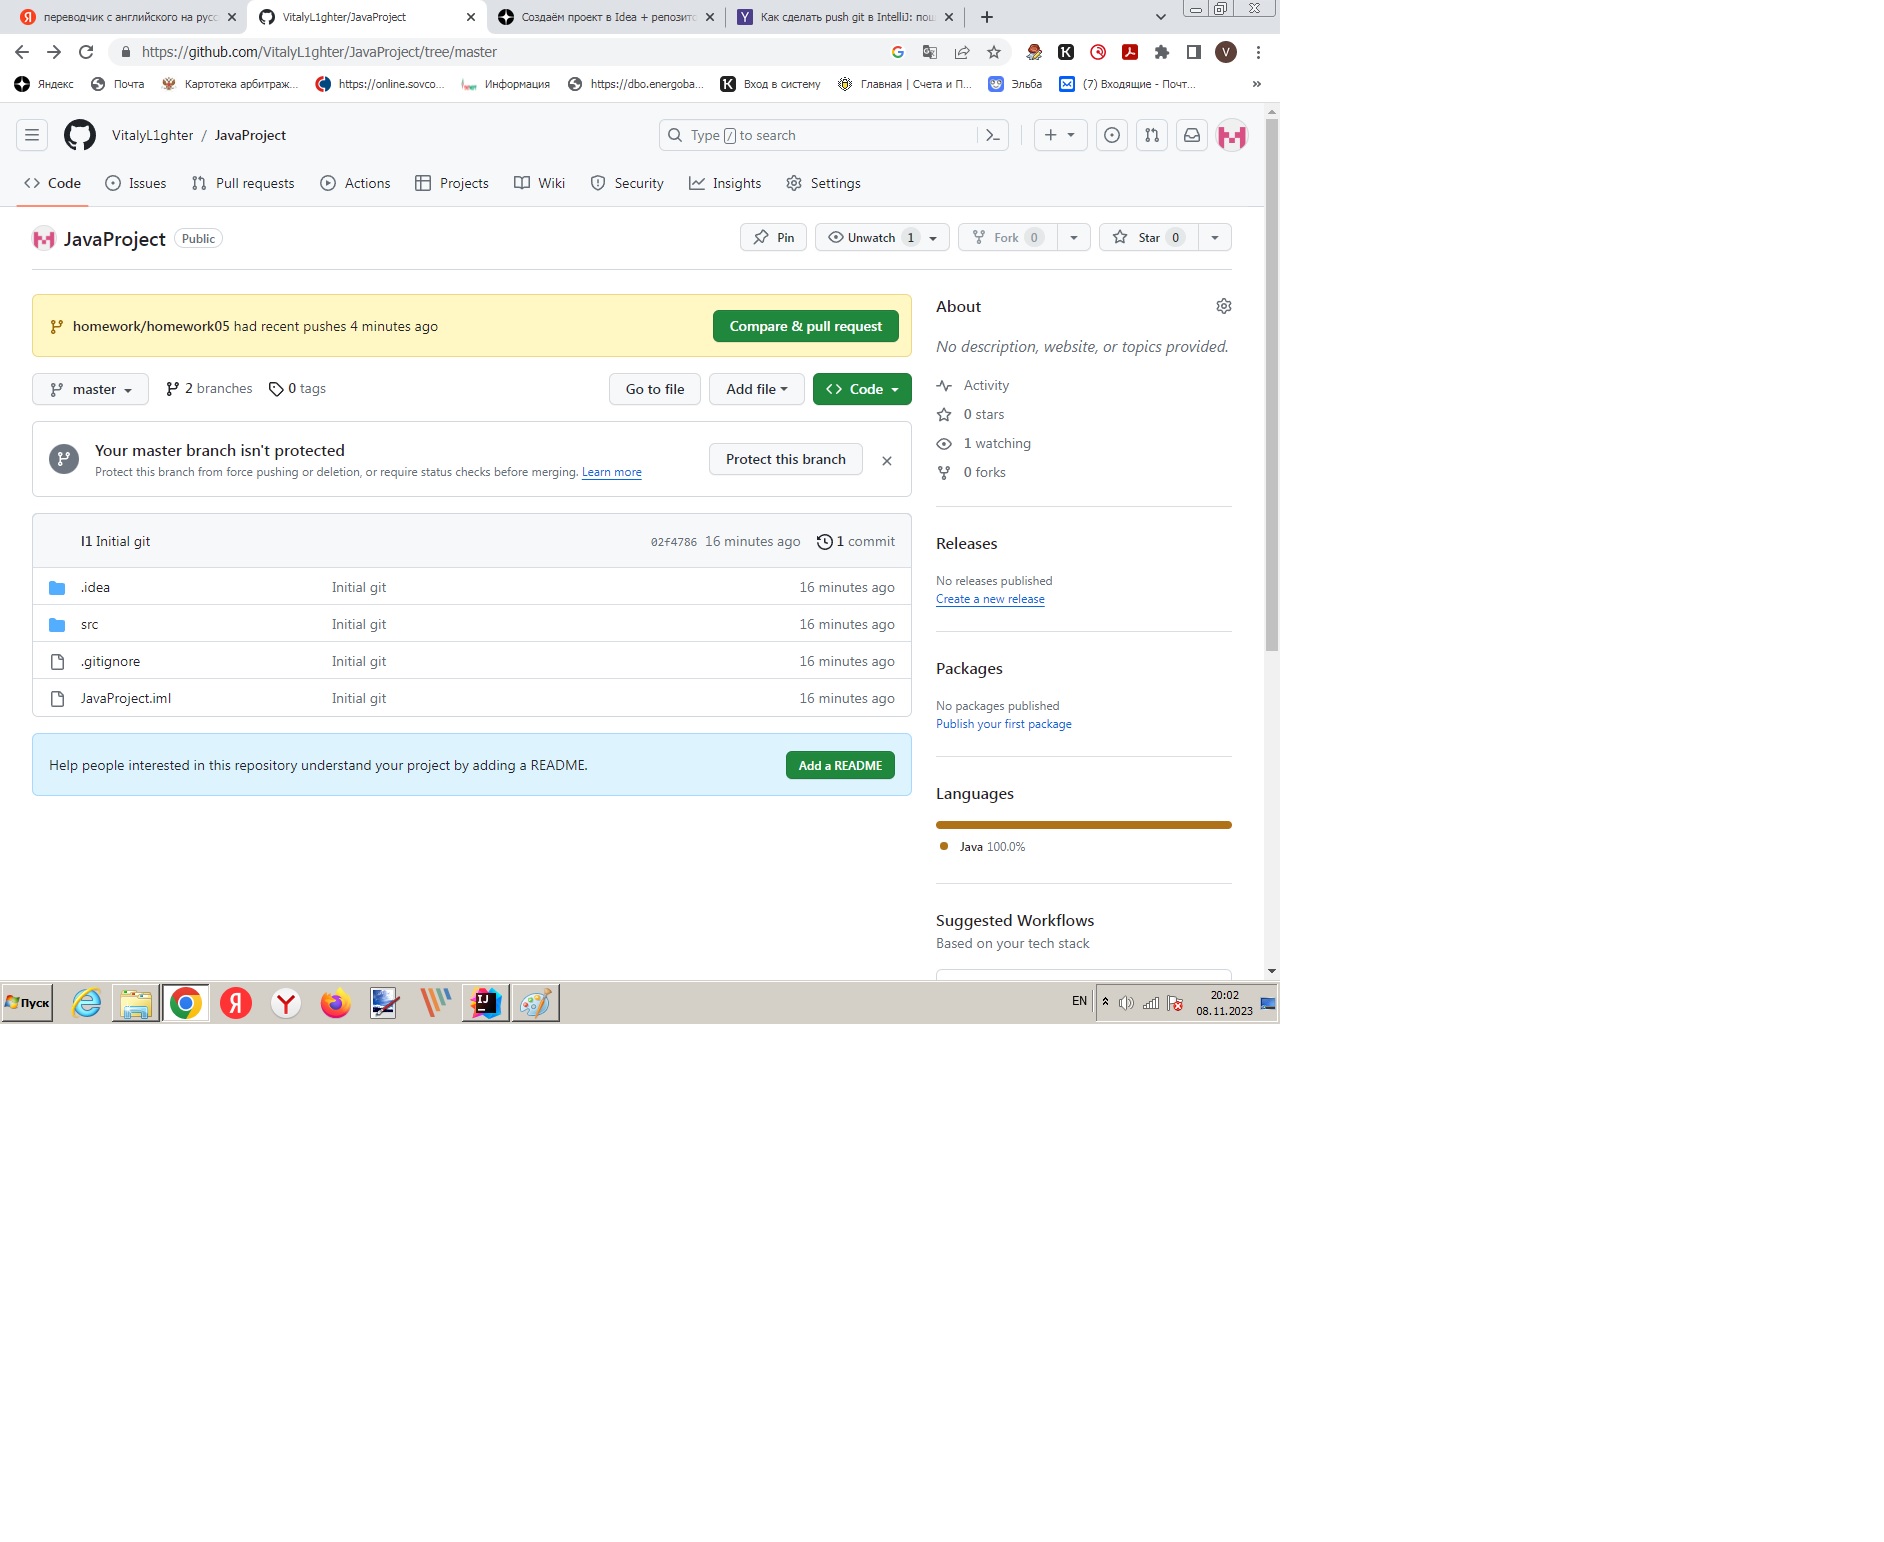 переводчик с английского на русс
VitalyL1ghter/JavaProject
Создаём проект в Idea + репозито
Как сделать push git в IntelliJ: пош
https://github.com/VitalyL1ghter/JavaProject/tree/master
V
Яндекс
Почта
Картотека арбитраж...
https://online.sovco...
Информация
https://dbo.energoba...
Вход в систему
Главная | Счета и П...
Эльба
(7) Входящие - Почт...
»
VitalyL1ghter / JavaProject
Type / to search
Code
Issues
Pull requests
Actions
Projects
Wiki
Security
Insights
Settings
JavaProject
Public
Pin
Unwatch 1
Fork 0
Star 0
homework/homework05 had recent pushes 4 minutes ago
Compare & pull request
master
2 branches
0 tags
Go to file
Add file
Code
Your master branch isn't protected
Protect this branch from force pushing or deletion, or require status checks before merging. Learn more
Protect this branch
l1 Initial git
02f4786 16 minutes ago
1 commit
.idea Initial git 16 minutes ago
src Initial git 16 minutes ago
.gitignore Initial git 16 minutes ago
JavaProject.iml Initial git 16 minutes ago
Help people interested in this repository understand your project by adding a README.
Add a README
About
No description, website, or topics provided.
Activity
0 stars
1 watching
0 forks
Releases
No releases published
Create a new release
Packages
No packages published
Publish your first package
Languages
Java 100.0%
Suggested Workflows
Based on your tech stack
Пуск
EN
20:02
08.11.2023